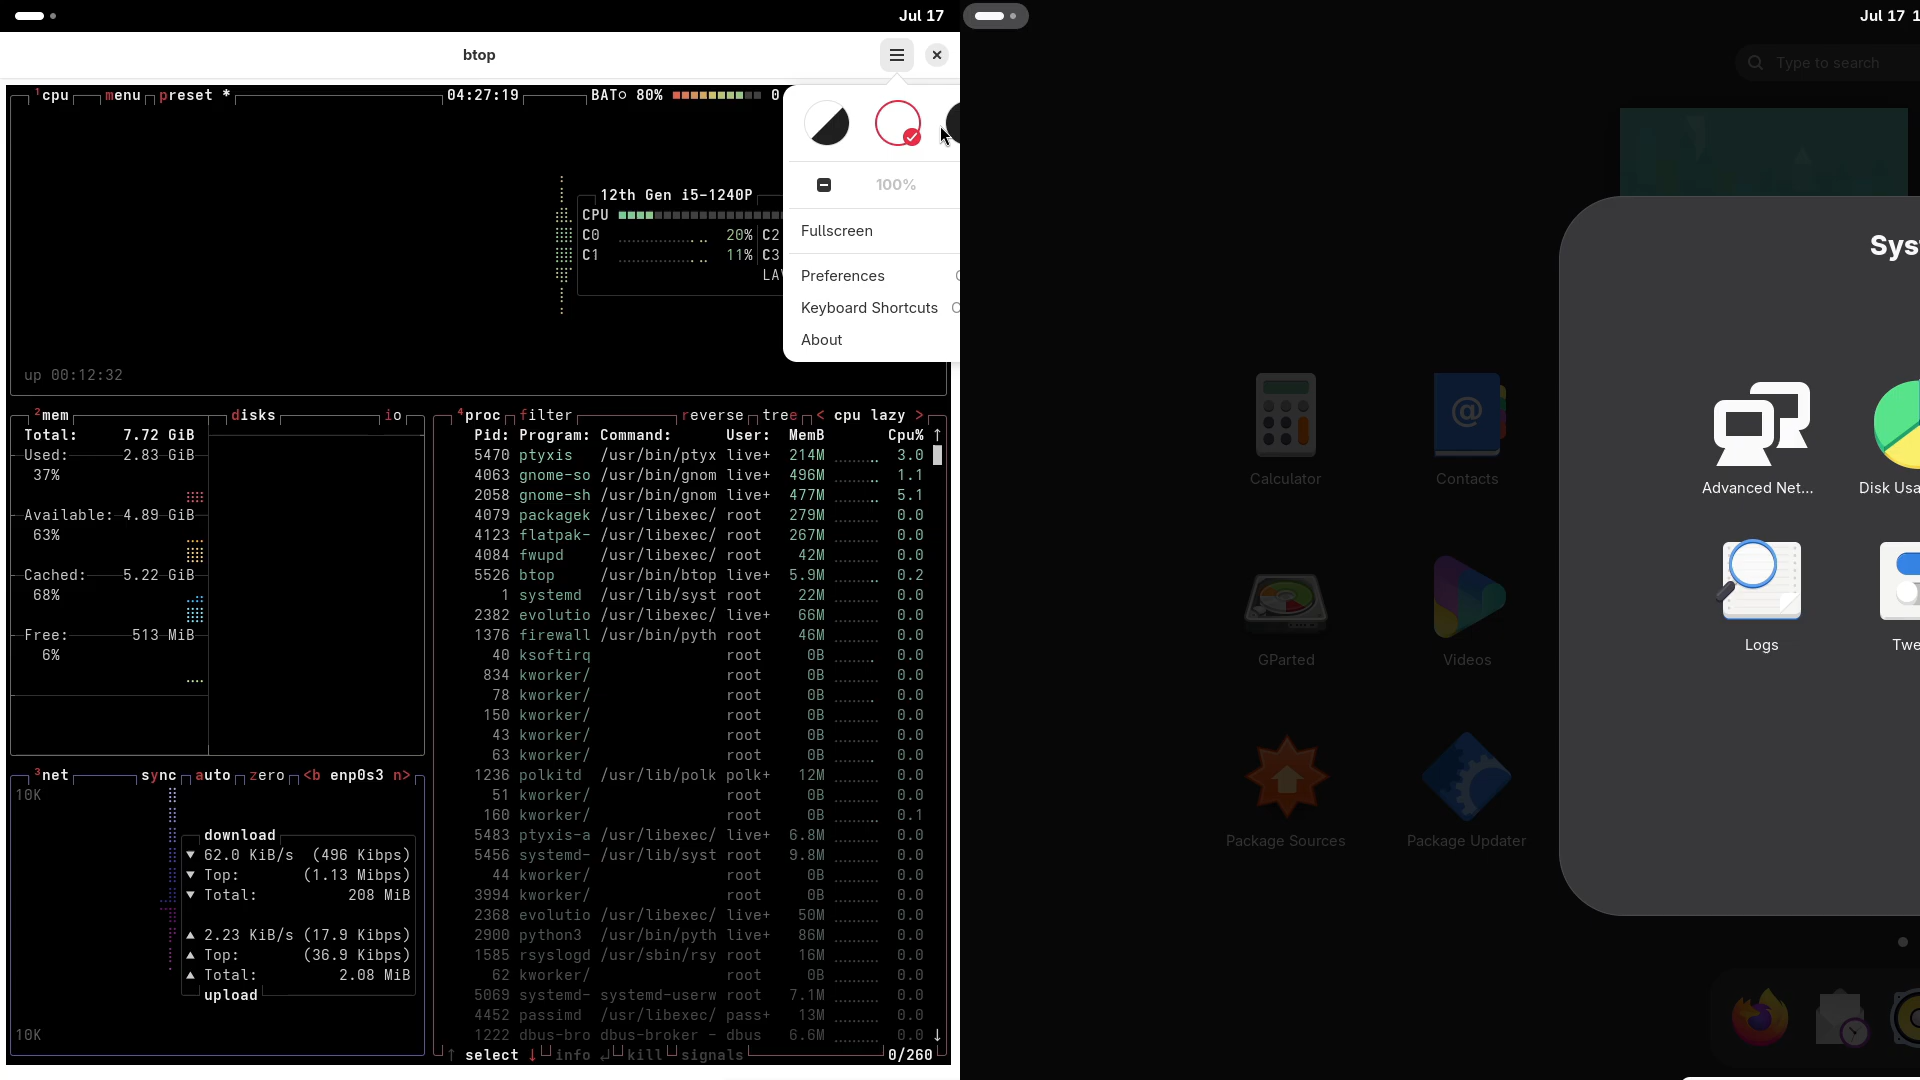 Jul 17
btop
¹cpu menu preset * 04:27:19 BAT 80% 0
12th Gen i5-1240P
CPU
C0 20% C2
C1 11% C3
LAV
up 00:12:32
100%
Fullscreen
Preferences
Keyboard Shortcuts
About
²mem disks io
Total: 7.72 GiB
Used: 2.83 GiB
37%
Available: 4.89 GiB
63%
Cached: 5.22 GiB
68%
Free: 513 MiB
6%
³net sync auto zero <b enp0s3 n>
10K
download
▼ 62.0 KiB/s (496 Kibps)
▼ Top: (1.13 Mibps)
▼ Total: 208 MiB
▲ 2.23 KiB/s (17.9 Kibps)
▲ Top: (36.9 Kibps)
▲ Total: 2.08 MiB
upload
10K
⁴proc filter reverse tree < cpu lazy >
Pid: Program: Command: User: MemB Cpu% ↑
5470 ptyxis /usr/bin/ptyx live+ 214M 3.0
4063 gnome-so /usr/bin/gnom live+ 496M 1.1
2058 gnome-sh /usr/bin/gnom live+ 477M 5.1
4079 packagek /usr/libexec/ root 279M 0.0
4123 flatpak- /usr/libexec/ root 267M 0.0
4084 fwupd /usr/libexec/ root 42M 0.0
5526 btop /usr/bin/btop live+ 5.9M 0.2
1 systemd /usr/lib/syst root 22M 0.0
2382 evolutio /usr/libexec/ live+ 66M 0.0
1376 firewall /usr/bin/pyth root 46M 0.0
40 ksoftirq root 0B 0.0
834 kworker/ root 0B 0.0
78 kworker/ root 0B 0.0
150 kworker/ root 0B 0.0
43 kworker/ root 0B 0.0
63 kworker/ root 0B 0.0
1236 polkitd /usr/lib/polk polk+ 12M 0.0
51 kworker/ root 0B 0.0
160 kworker/ root 0B 0.1
5483 ptyxis-a /usr/libexec/ live+ 6.8M 0.0
5456 systemd- /usr/lib/syst root 9.8M 0.0
44 kworker/ root 0B 0.0
3994 kworker/ root 0B 0.0
2368 evolutio /usr/libexec/ live+ 50M 0.0
2900 python3 /usr/bin/pyth live+ 86M 0.0
1585 rsyslogd /usr/sbin/rsy root 16M 0.0
62 kworker/ root 0B 0.0
5069 systemd- systemd-userw root 7.1M 0.0
4452 passimd /usr/libexec/ pass+ 13M 0.0
1222 dbus-bro dbus-broker - dbus 6.6M 0.0 ↓
↑ select ↓ info ↲ kill signals 0/260
Jul 17 1
Type to search
Sys
Calculator
Contacts
Advanced Net...
Disk Usa
GParted
Videos
Logs
Twe
Package Sources
Package Updater